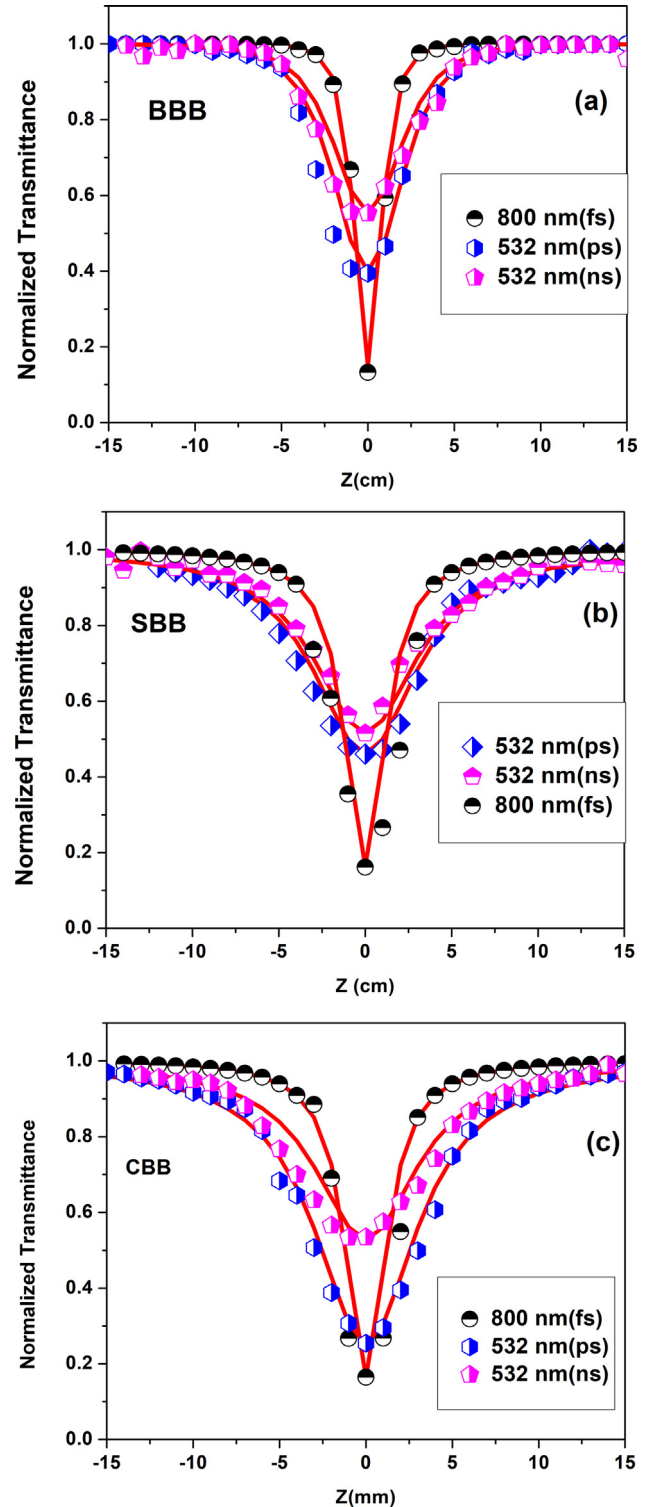 1.0
0.8
0.6
0.4
0.2
0.0
Normalized Transmittance
BBB
(a)
800 nm(fs)
532 nm(ps)
532 nm(ns)
-15 -10 -5 0 5 10 15
Z(cm)
1.0
0.8
0.6
0.4
0.2
0.0
Normalized Transmittance
SBB
(b)
532 nm(ps)
532 nm(ns)
800 nm(fs)
-15 -10 -5 0 5 10 15
Z (cm)
1.0
0.8
0.6
0.4
0.2
0.0
Normalized Transmittance
CBB
(c)
800 nm(fs)
532 nm(ps)
532 nm(ns)
-15 -10 -5 0 5 10 15
Z(mm)